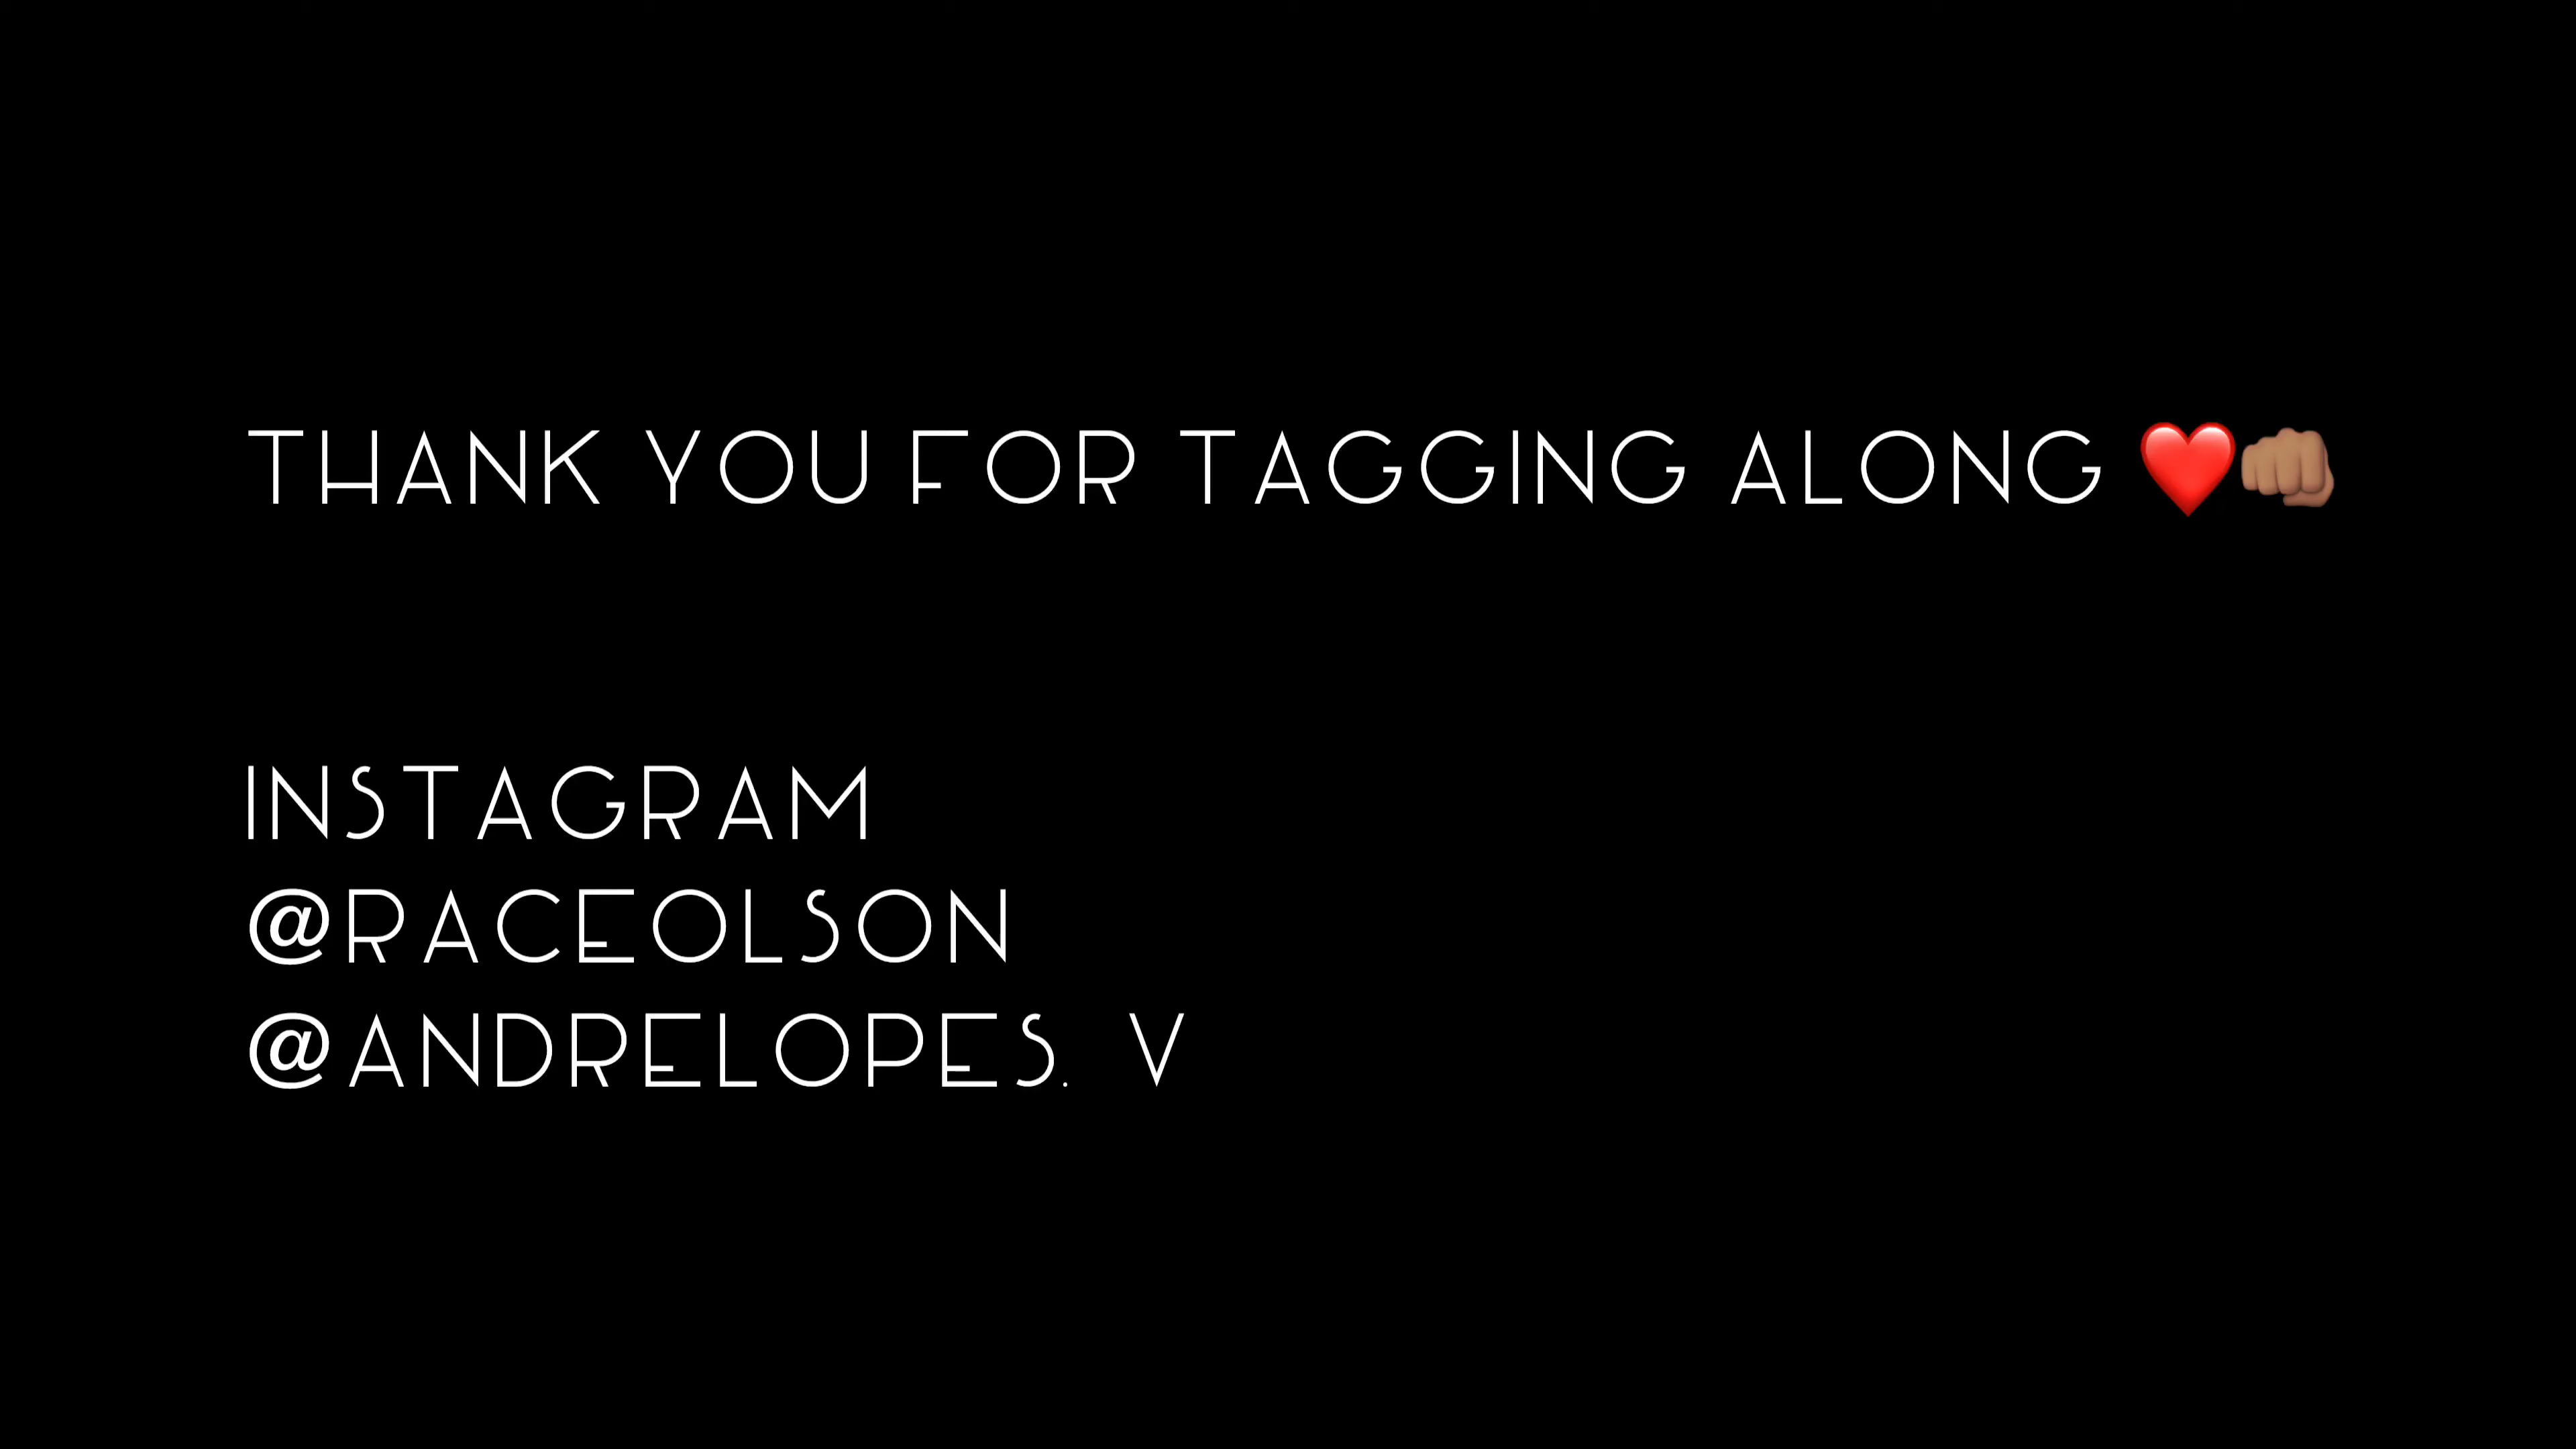 THANK YOU FOR TAGGING ALONG ❤️👊🏽
INSTAGRAM
@RACEOLSON
@ANDRELOPES. V